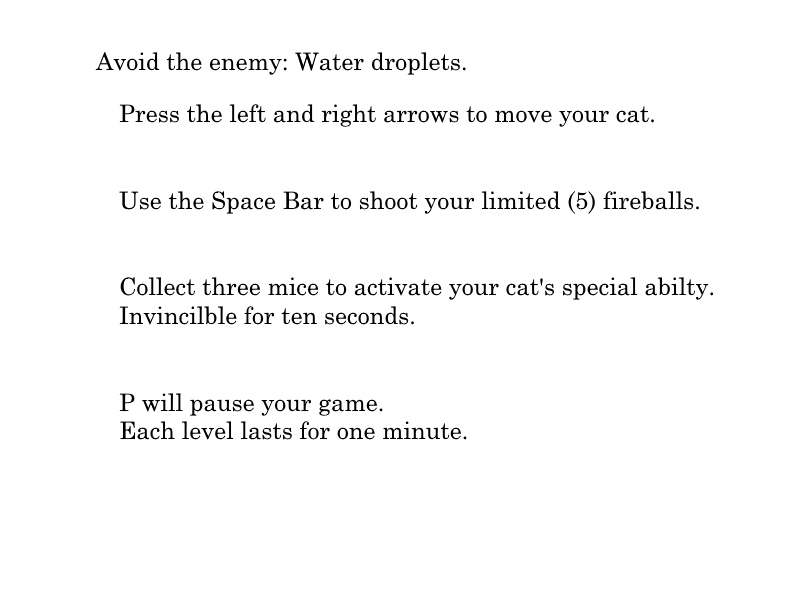 Avoid the enemy: Water droplets.
Press the left and right arrows to move your cat.
Use the Space Bar to shoot your limited (5) fireballs.
Collect three mice to activate your cat's special abilty.
Invincilble for ten seconds.
P will pause your game.
Each level lasts for one minute.